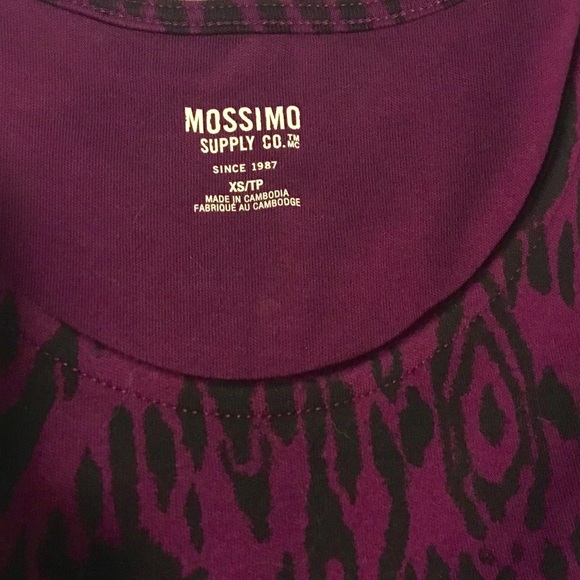 MOSSIMO
SUPPLY CO.™ MC
SINCE 1987
XS/TP
MADE IN CAMBODIA
FABRIQUÉ AU CAMBODGE